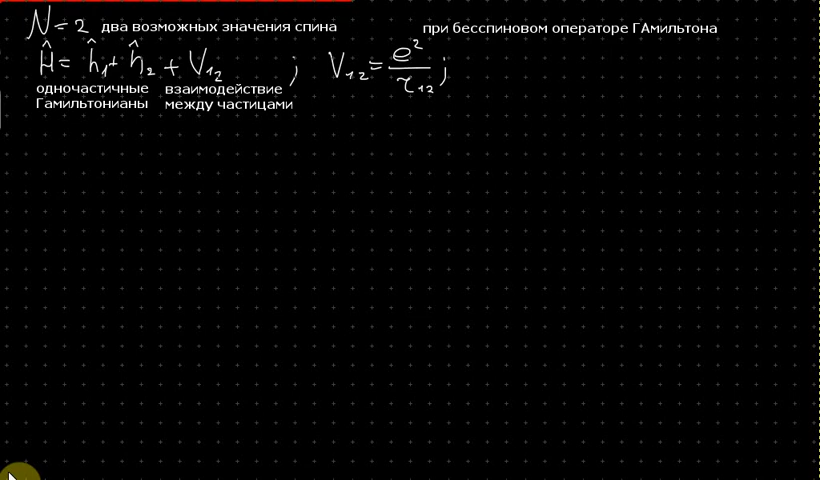 N = 2 два возможных значения спина при бесспиновом операторе ГАмильтона
Ĥ = ĥ₁ + ĥ₂ + V₁₂ ; V₁₂ = e²/r₁₂ ;
одночастичные взаимодействие
Гамильтонианы между частицами